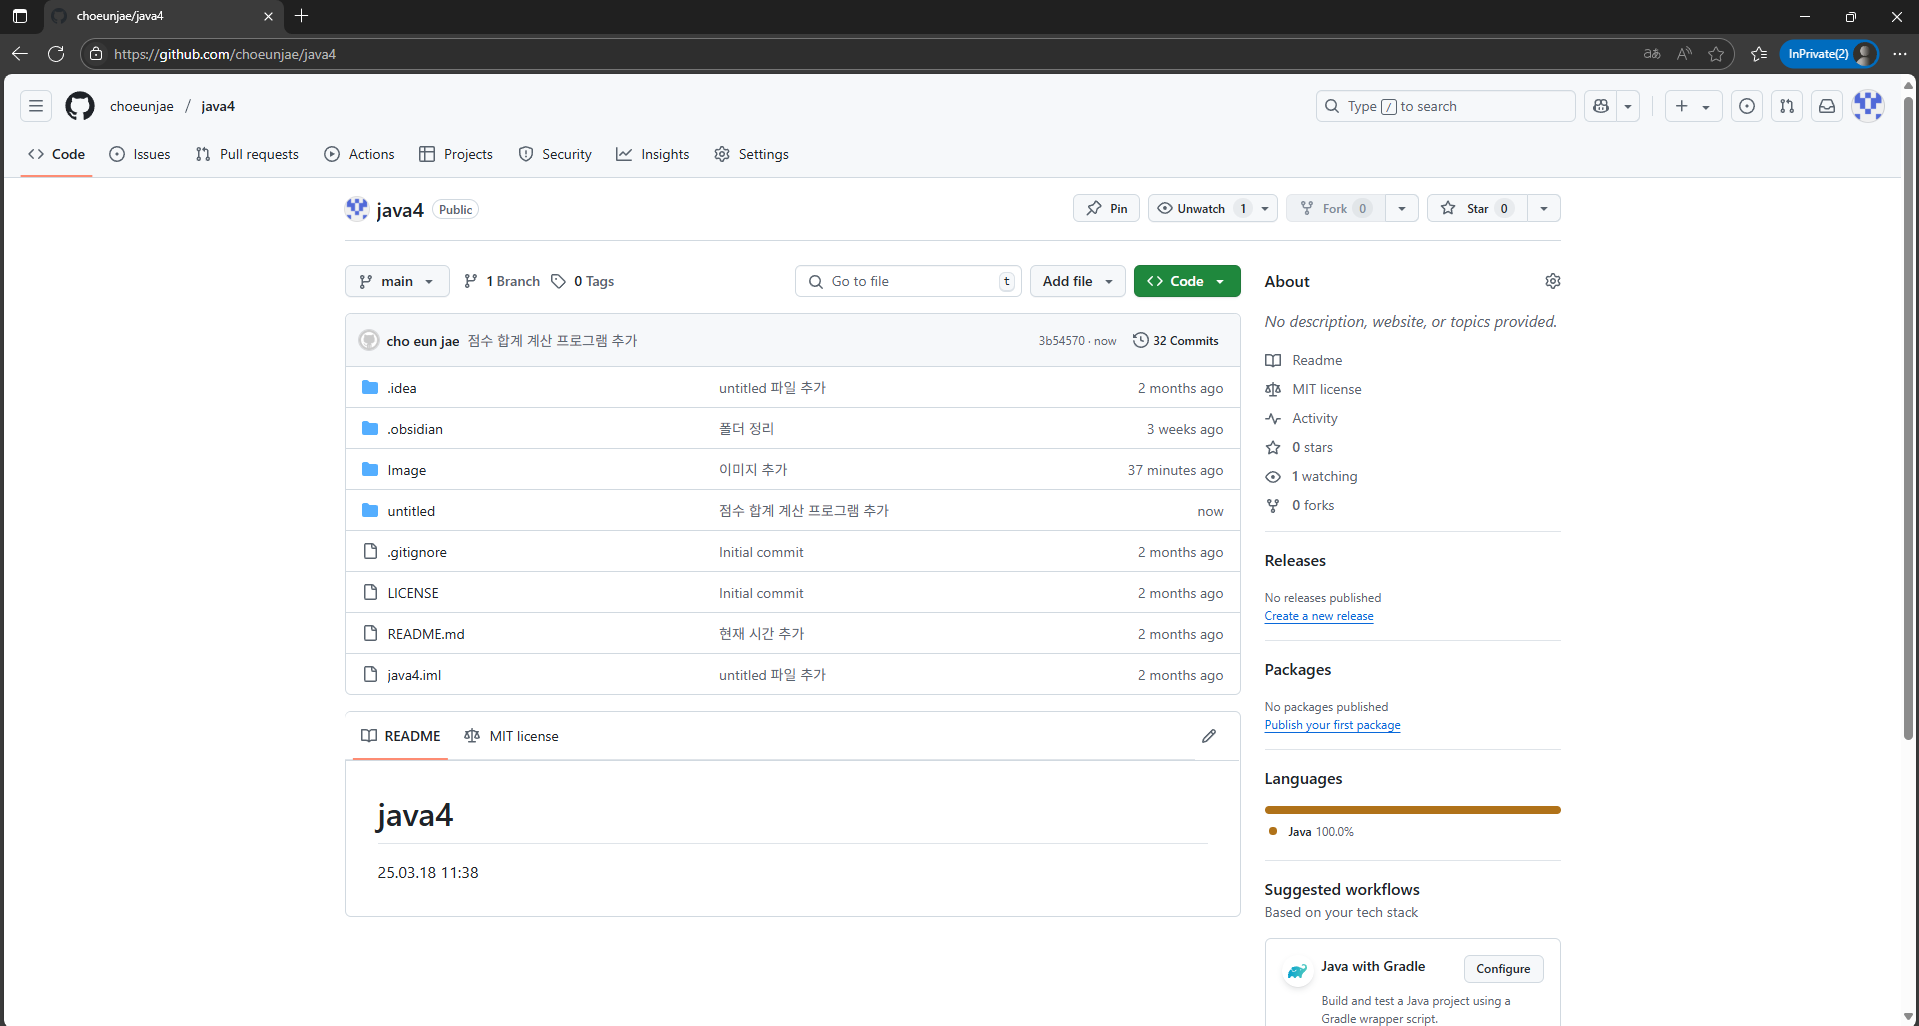 choeunjae/java4
https://github.com/choeunjae/java4
InPrivate(2)
choeunjae / java4
Type / to search
Code Issues Pull requests Actions Projects Security Insights Settings
java4 Public
Pin Unwatch 1 Fork 0 Star 0
main 1 Branch 0 Tags Go to file t Add file Code
cho eun jae 점수 합계 계산 프로그램 추가 3b54570 · now 32 Commits
.idea untitled 파일 추가 2 months ago
.obsidian 폴더 정리 3 weeks ago
Image 이미지 추가 37 minutes ago
untitled 점수 합계 계산 프로그램 추가 now
.gitignore Initial commit 2 months ago
LICENSE Initial commit 2 months ago
README.md 현재 시간 추가 2 months ago
java4.iml untitled 파일 추가 2 months ago
README MIT license
java4
25.03.18 11:38
About
No description, website, or topics provided.
Readme
MIT license
Activity
0 stars
1 watching
0 forks
Releases
No releases published
Create a new release
Packages
No packages published
Publish your first package
Languages
Java 100.0%
Suggested workflows
Based on your tech stack
Java with Gradle Configure
Build and test a Java project using a
Gradle wrapper script.